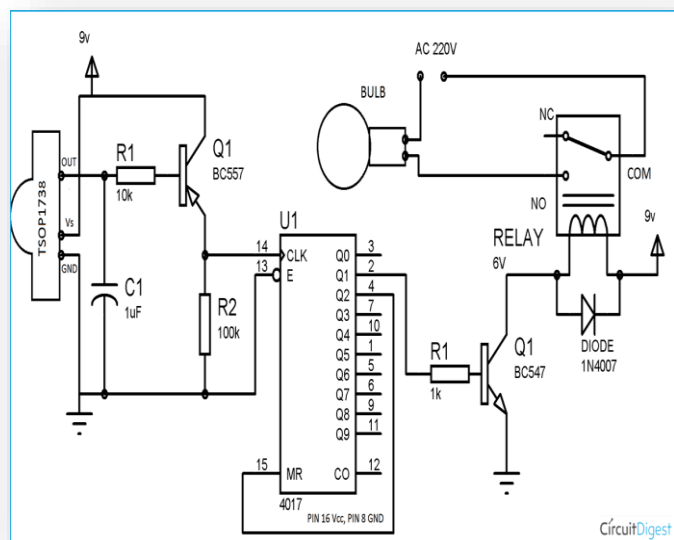 9v
AC 220V
BULB
NC
COM
NO
9v
RELAY
6V
DIODE
1N4007
TSOP1738
OUT
Vs
GND
R1
10k
Q1
BC557
C1
1uF
R2
100k
U1
14 CLK Q0 3
13 E Q1 2
Q2 4
Q3 7
Q4 10
Q5 1
Q6 5
Q7 6
Q8 9
Q9 11
15 MR CO 12
4017
PIN 16 Vcc, PIN 8 GND
R1
1k
Q1
BC547
CircuitDigest